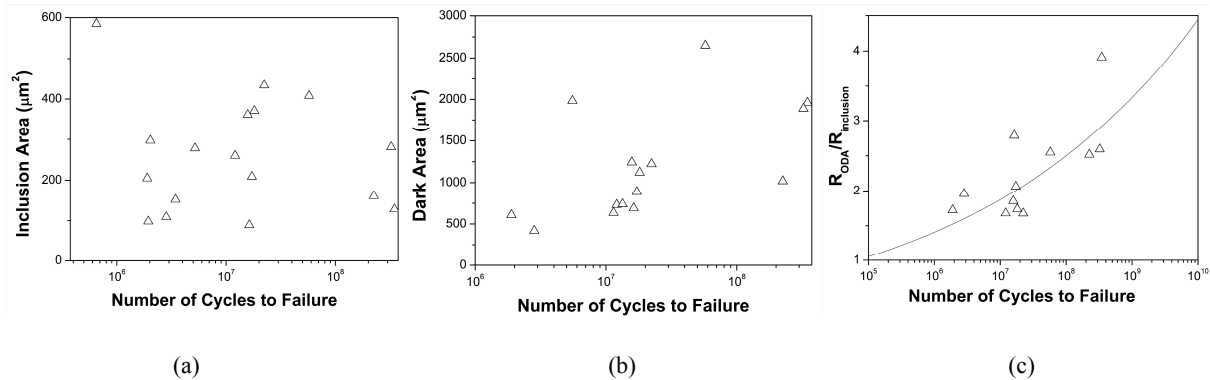 600
400
200
0
Inclusion Area (μm²)
10⁶ 10⁷ 10⁸
Number of Cycles to Failure
3000
2500
2000
1500
1000
500
0
Dark Area (μm²)
10⁶ 10⁷ 10⁸
Number of Cycles to Failure
4
3
2
1
R_ODA/R_inclusion
10⁵ 10⁶ 10⁷ 10⁸ 10⁹ 10¹⁰
Number of Cycles to Failure
(a) (b) (c)